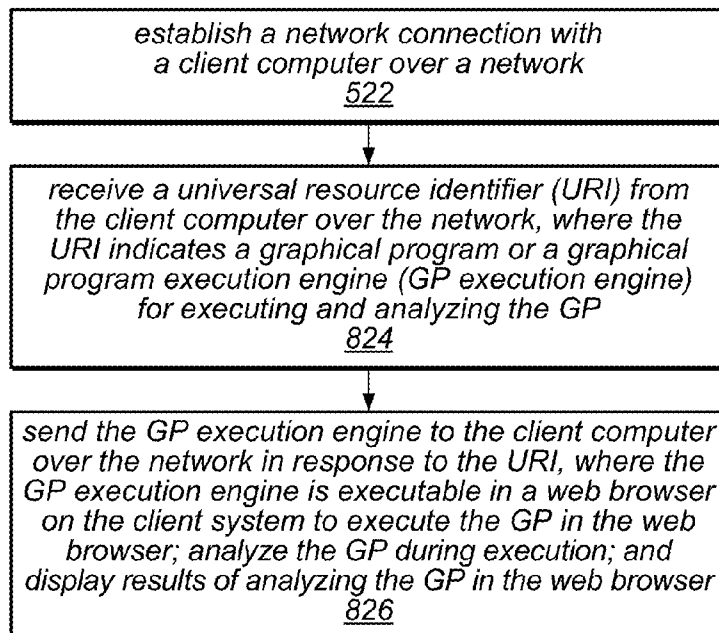 establish a network connection with
a client computer over a network
522
receive a universal resource identifier (URI) from
the client computer over the network, where the
URI indicates a graphical program or a graphical
program execution engine (GP execution engine)
for executing and analyzing the GP
824
send the GP execution engine to the client computer
over the network in response to the URI, where the
GP execution engine is executable in a web browser
on the client system to execute the GP in the web
browser; analyze the GP during execution; and
display results of analyzing the GP in the web browser
826